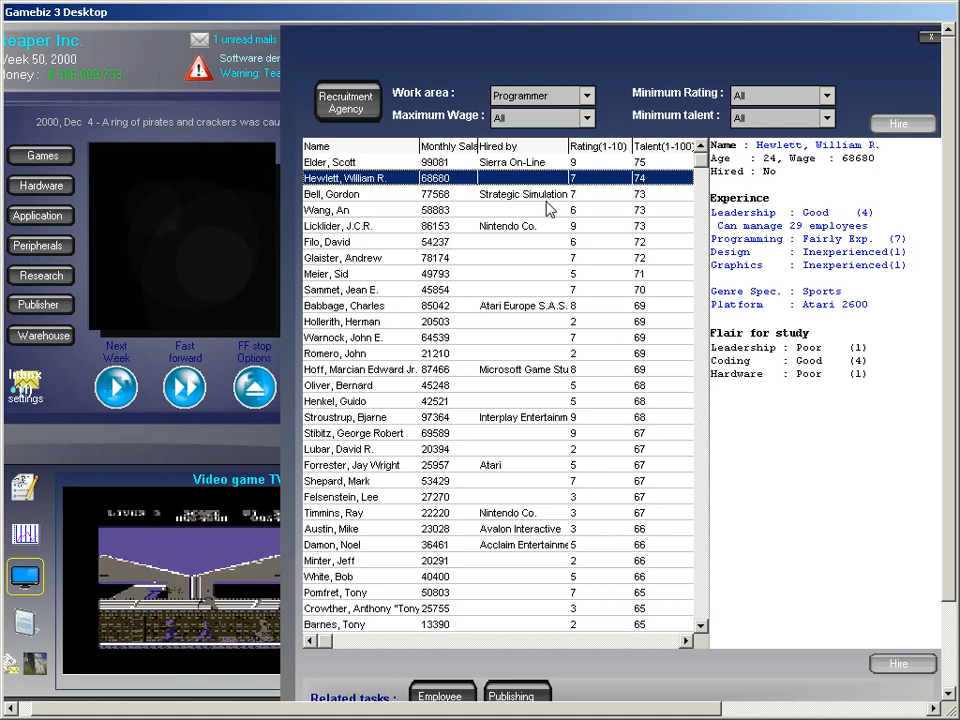 Gamebiz 3 Desktop
Reaper Inc.
Week 50, 2000
Money :
1 unread mails
Software der
Warning: Tea
2000, Dec 4 - A ring of pirates and crackers was cau
Games
Hardware
Application
Peripherals
Research
Publisher
Warehouse
Next Week
Fast forward
FF stop Options
Inbox
settings
Video game TV
Recruitment Agency
Work area :
Programmer
Maximum Wage :
All
Minimum Rating :
All
Minimum talent :
All
x
Hire
Name Monthly Sala Hired by Rating(1-10) Talent(1-100)
Elder, Scott 99081 Sierra On-Line 9 75
Hewlett, William R. 68680 7 74
Bell, Gordon 77568 Strategic Simulation 7 73
Wang, An 58883 6 73
Licklider, J.C.R. 86153 Nintendo Co. 9 73
Filo, David 54237 6 72
Glaister, Andrew 78174 7 72
Meier, Sid 49793 5 71
Sammet, Jean E. 45854 7 70
Babbage, Charles 85042 Atari Europe S.A.S. 8 69
Hollerith, Herman 20503 2 69
Warnock, John E. 64539 7 69
Romero, John 21210 2 69
Hoff, Marcian Edward Jr. 87466 Microsoft Game Stu 8 69
Oliver, Bernard 45248 5 68
Henkel, Guido 42521 5 68
Stroustrup, Bjarne 97364 Interplay Entertainm 9 68
Stibitz, George Robert 69589 9 67
Lubar, David R. 20394 2 67
Forrester, Jay Wright 25957 Atari 5 67
Shepard, Mark 53429 7 67
Felsenstein, Lee 27270 3 67
Timmins, Ray 22220 Nintendo Co. 3 67
Austin, Mike 23028 Avalon Interactive 3 66
Damon, Noel 36461 Acclaim Entertainme 5 66
Minter, Jeff 20291 2 66
White, Bob 40400 5 66
Pomfret, Tony 50803 7 65
Crowther, Anthony "Tony 25755 3 65
Barnes, Tony 13390 2 65
Name : Hewlett, William R.
Age : 24, Wage : 68680
Hired : No
Experince
Leadership : Good (4)
Can manage 29 employees
Programming : Fairly Exp. (7)
Design : Inexperienced(1)
Graphics : Inexperienced(1)
Genre Spec. : Sports
Platform : Atari 2600
Flair for study
Leadership : Poor (1)
Coding : Good (4)
Hardware : Poor (1)
Hire
Related tasks :
Employee
Publishing